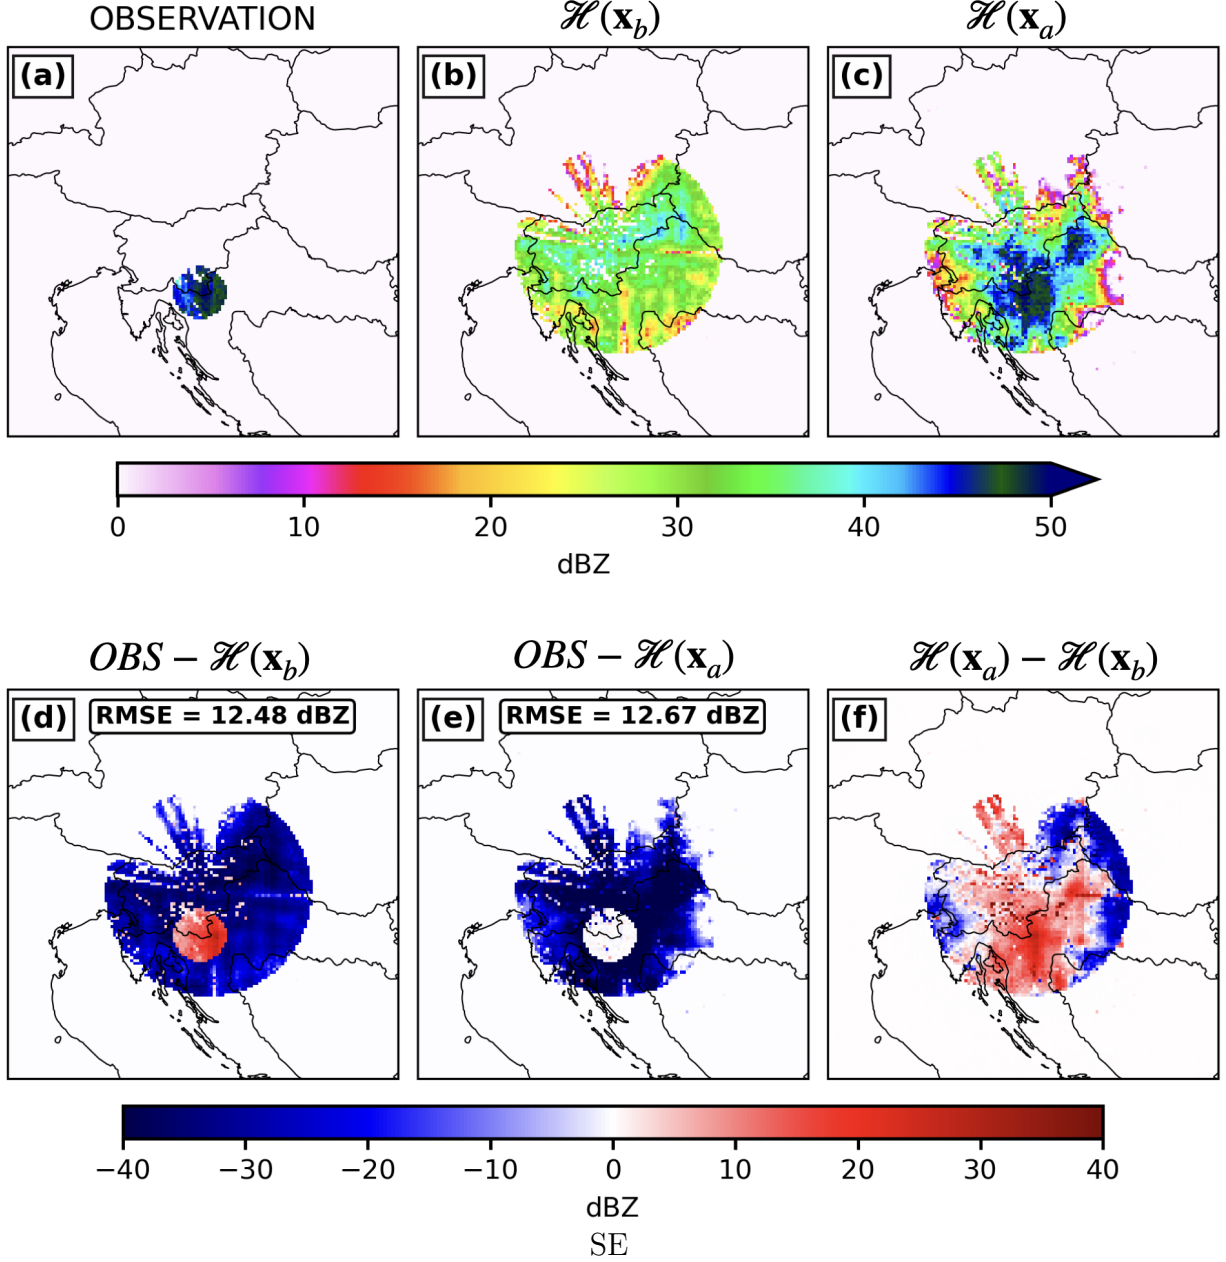 OBSERVATION
ℋ(𝐱_b)
ℋ(𝐱_a)
(a)
(b)
(c)
0 10 20 30 40 50
dBZ
OBS − ℋ(𝐱_b)
OBS − ℋ(𝐱_a)
ℋ(𝐱_a) − ℋ(𝐱_b)
(d) RMSE = 12.48 dBZ
(e) RMSE = 12.67 dBZ
(f)
−40 −30 −20 −10 0 10 20 30 40
dBZ
SE